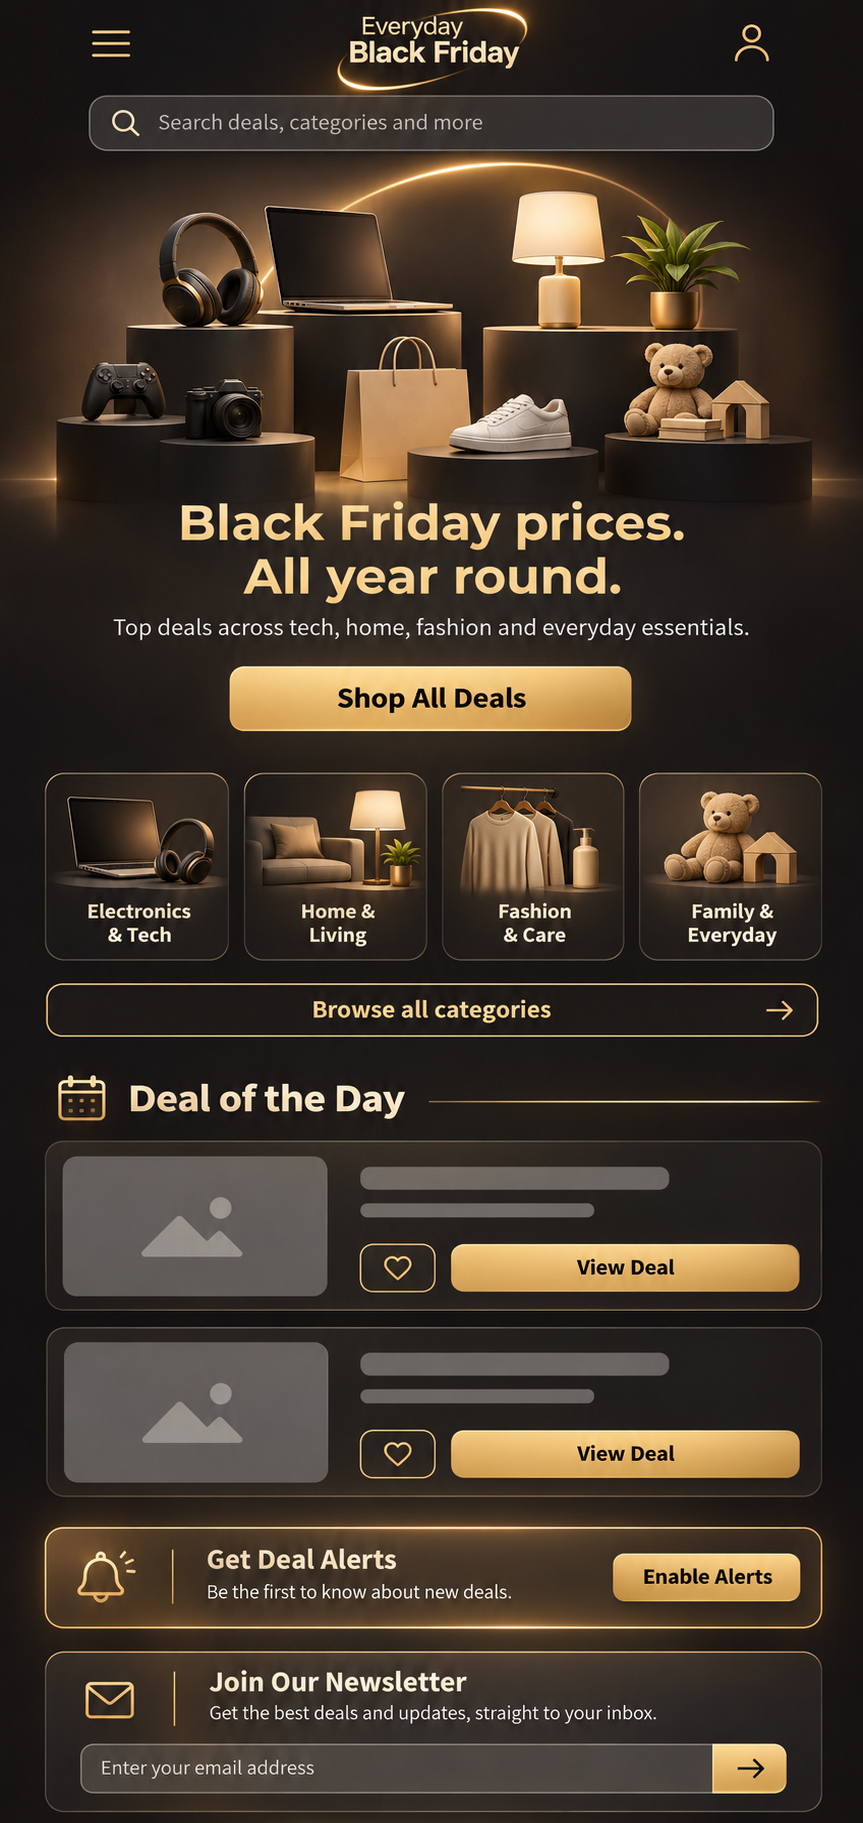 Everyday
Black Friday
Search deals, categories and more
Black Friday prices.
All year round.
Top deals across tech, home, fashion and everyday essentials.
Shop All Deals
Electronics
& Tech
Home &
Living
Fashion
& Care
Family &
Everyday
Browse all categories
Deal of the Day
View Deal
View Deal
Get Deal Alerts
Be the first to know about new deals.
Enable Alerts
Join Our Newsletter
Get the best deals and updates, straight to your inbox.
Enter your email address